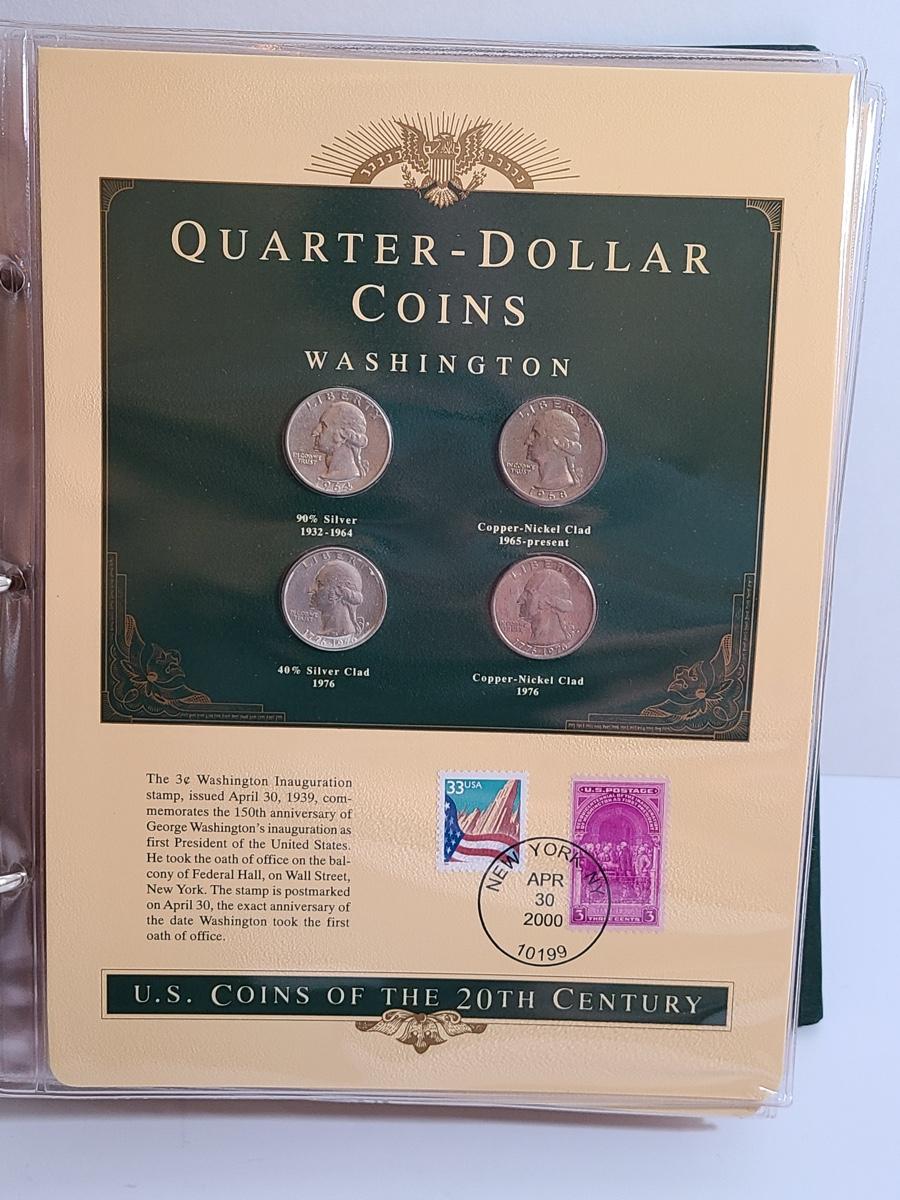 QUARTER-DOLLAR
COINS
WASHINGTON
LIBERTY
IN GOD WE
TRUST
1964
LIBERTY
IN GOD WE
TRUST
1968
90% Silver
1932-1964
Copper-Nickel Clad
1965-present
LIBERTY
IN GOD WE
TRUST
1776-1976
LIBERTY
IN GOD WE
TRUST
1776-1976
40% Silver Clad
1976
Copper-Nickel Clad
1976
The 3¢ Washington Inauguration
stamp, issued April 30, 1939, com-
memorates the 150th anniversary of
George Washington's inauguration as
first President of the United States.
He took the oath of office on the bal-
cony of Federal Hall, on Wall Street,
New York. The stamp is postmarked
on April 30, the exact anniversary of
the date Washington took the first
oath of office.
33USA
U.S. POSTAGE
3 THREE CENTS 3
NEW YORK, NY
APR
30
2000
10199
U.S. COINS OF THE 20TH CENTURY